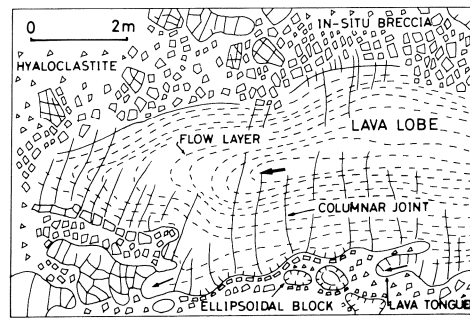 0 2m
IN-SITU BRECCIA
HYALOCLASTITE
FLOW LAYER
LAVA LOBE
COLUMNAR JOINT
ELLIPSOIDAL BLOCK
LAVA TONGUE